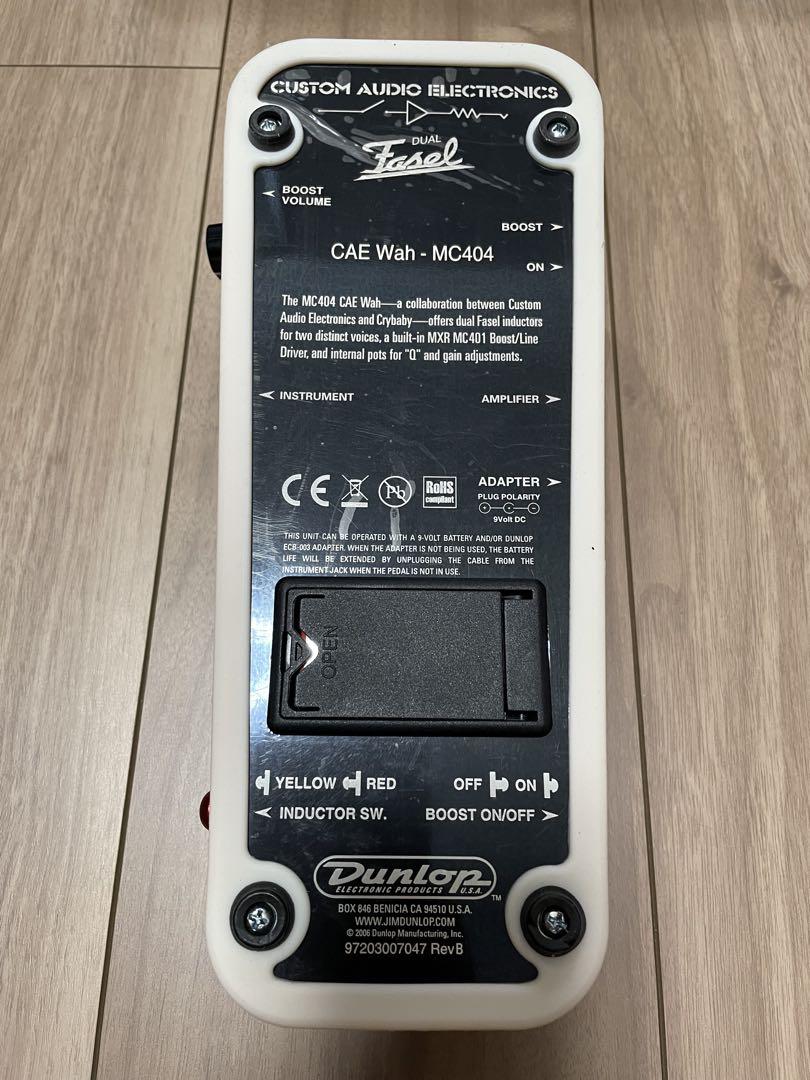 CUSTOM AUDIO ELECTRONICS
DUAL
Fasel
BOOST
VOLUME
BOOST
CAE Wah - MC404
ON
The MC404 CAE Wah—a collaboration between Custom
Audio Electronics and Crybaby—offers dual Fasel inductors
for two distinct voices, a built-in MXR MC401 Boost/Line
Driver, and internal pots for "Q" and gain adjustments.
INSTRUMENT
AMPLIFIER
ADAPTER
PLUG POLARITY
9Volt DC
CE
Pb
RoHS
compliant
THIS UNIT CAN BE OPERATED WITH A 9-VOLT BATTERY AND/OR DUNLOP
ECB-003 ADAPTER. WHEN THE ADAPTER IS NOT BEING USED, THE BATTERY
LIFE WILL BE EXTENDED BY UNPLUGGING THE CABLE FROM THE
INSTRUMENT JACK WHEN THE PEDAL IS NOT IN USE.
OPEN
YELLOW RED
OFF ON
INDUCTOR SW.
BOOST ON/OFF
Dunlop
ELECTRONIC PRODUCTS U.S.A.
TM
BOX 846 BENICIA CA 94510 U.S.A.
WWW.JIMDUNLOP.COM
© 2006 Dunlop Manufacturing, Inc.
97203007047 RevB